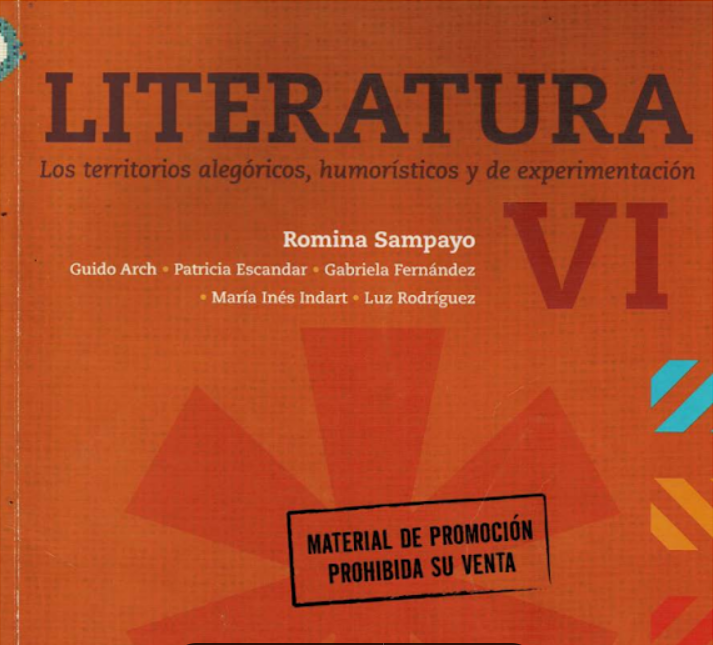 LITERATURA
Los territorios alegóricos, humorísticos y de experimentación
VI
Romina Sampayo
Guido Arch • Patricia Escandar • Gabriela Fernández
• María Inés Indart • Luz Rodríguez
MATERIAL DE PROMOCIÓN
PROHIBIDA SU VENTA